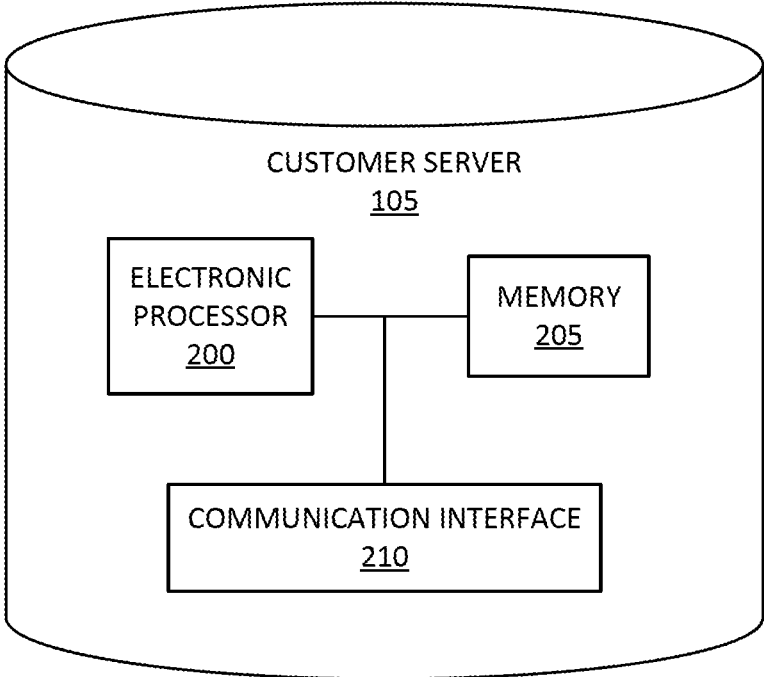 CUSTOMER SERVER
105
ELECTRONIC
PROCESSOR
200
MEMORY
205
COMMUNICATION INTERFACE
210